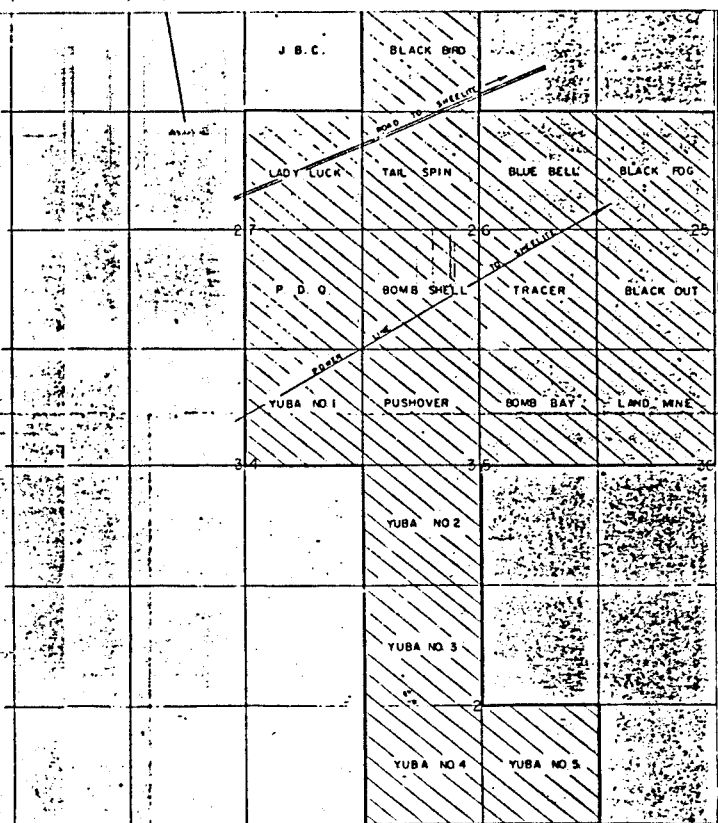 J. B. C. BLACK BIRD
ROAD TO SHEELITE
LADY LUCK TAIL SPIN BLUE BELL BLACK FOG
27 26 25
TO SHEELITE
P. D. Q BOMB SHELL TRACER BLACK OUT
POWER LINE
YUBA NO. 1 PUSHOVER BOMB BAY LAND MINE
34 35 36
YUBA NO 2
YUBA NO. 3
2
YUBA NO 4 YUBA NO 5